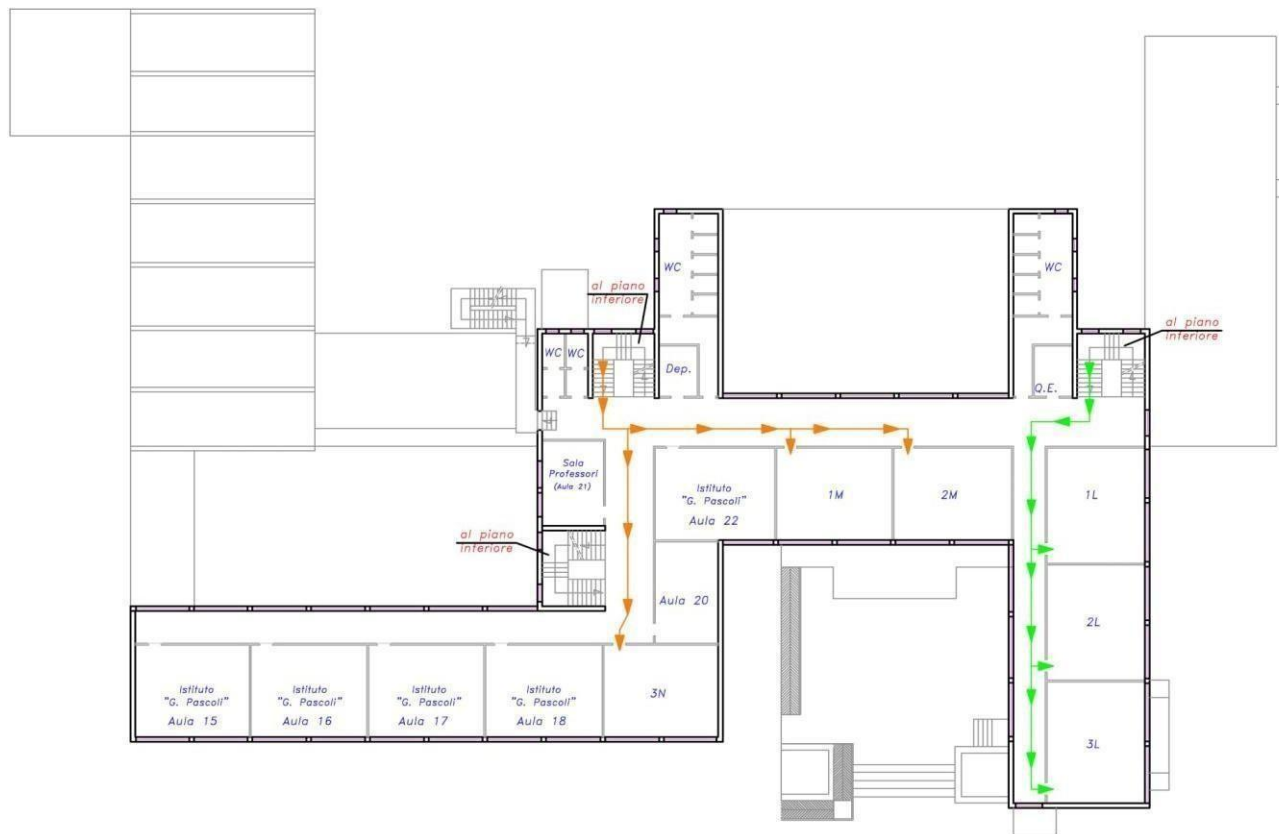 WC
WC
al piano
inferiore
al piano
inferiore
WC
WC
Dep.
Q.E.
Sala
Professori
(Aula 21)
Istituto
"G. Pascoli"
Aula 22
1M
2M
1L
al piano
inferiore
Aula 20
2L
Istituto
"G. Pascoli"
Aula 15
Istituto
"G. Pascoli"
Aula 16
Istituto
"G. Pascoli"
Aula 17
Istituto
"G. Pascoli"
Aula 18
3N
3L